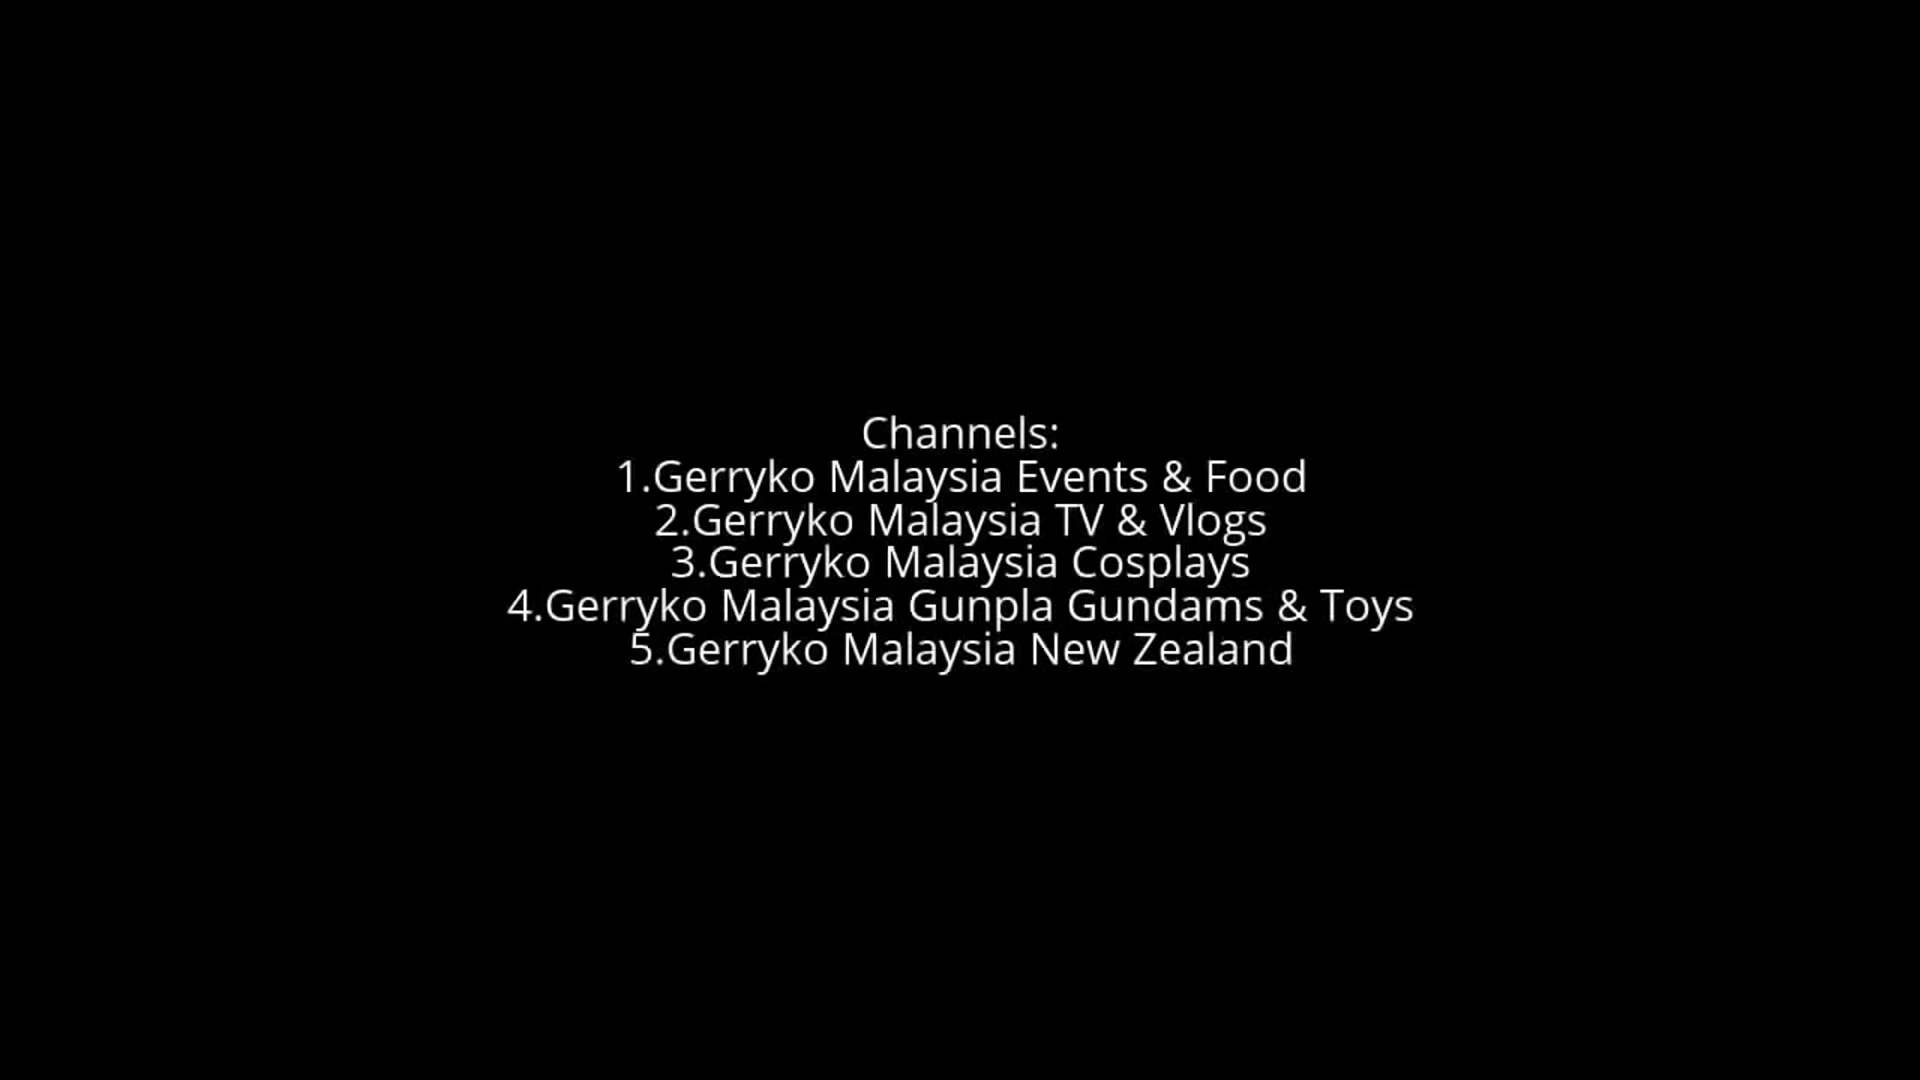 Channels:
1.Gerryko Malaysia Events & Food
2.Gerryko Malaysia TV & Vlogs
3.Gerryko Malaysia Cosplays
4.Gerryko Malaysia Gunpla Gundams & Toys
5.Gerryko Malaysia New Zealand